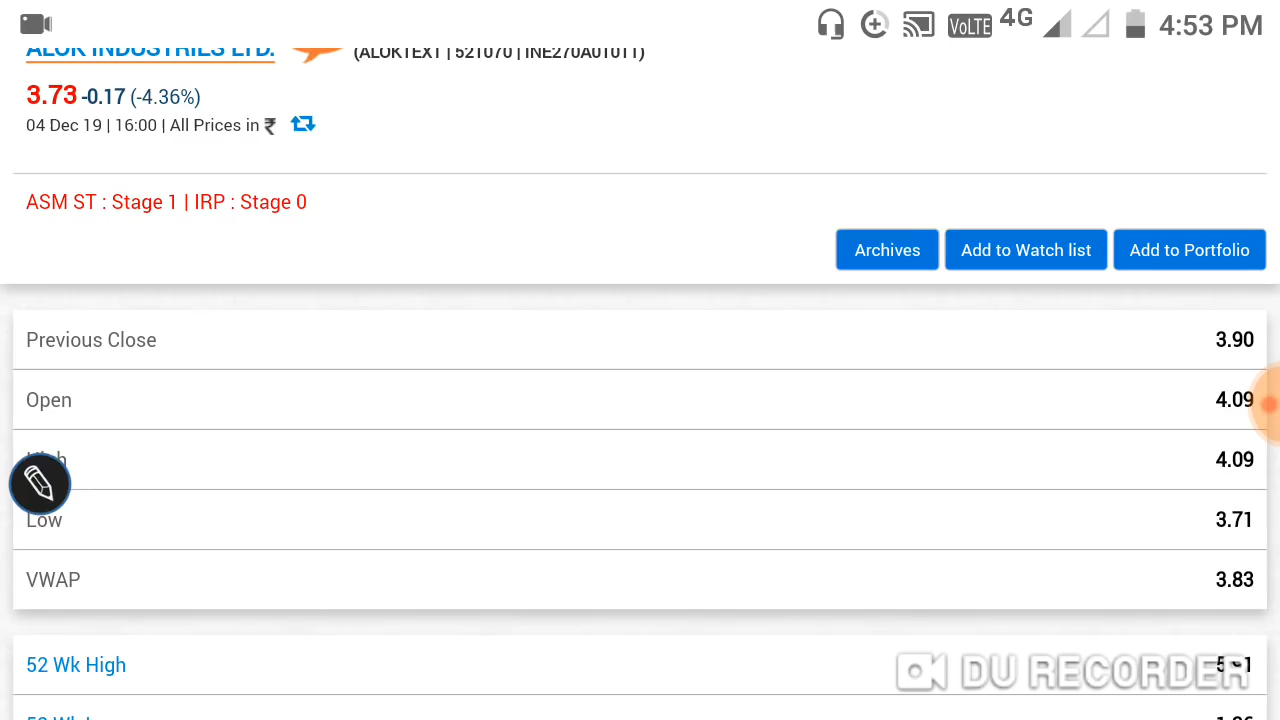 VoLTE 4G 4:53 PM
ALOK INDUSTRIES LTD. (ALOKTEXT | 521070 | INE270A01011)
3.73 -0.17 (-4.36%)
04 Dec 19 | 16:00 | All Prices in ₹
ASM ST : Stage 1 | IRP : Stage 0
Archives Add to Watch list Add to Portfolio
Previous Close 3.90
Open 4.09
High 4.09
Low 3.71
VWAP 3.83
52 Wk High
DU RECORDER